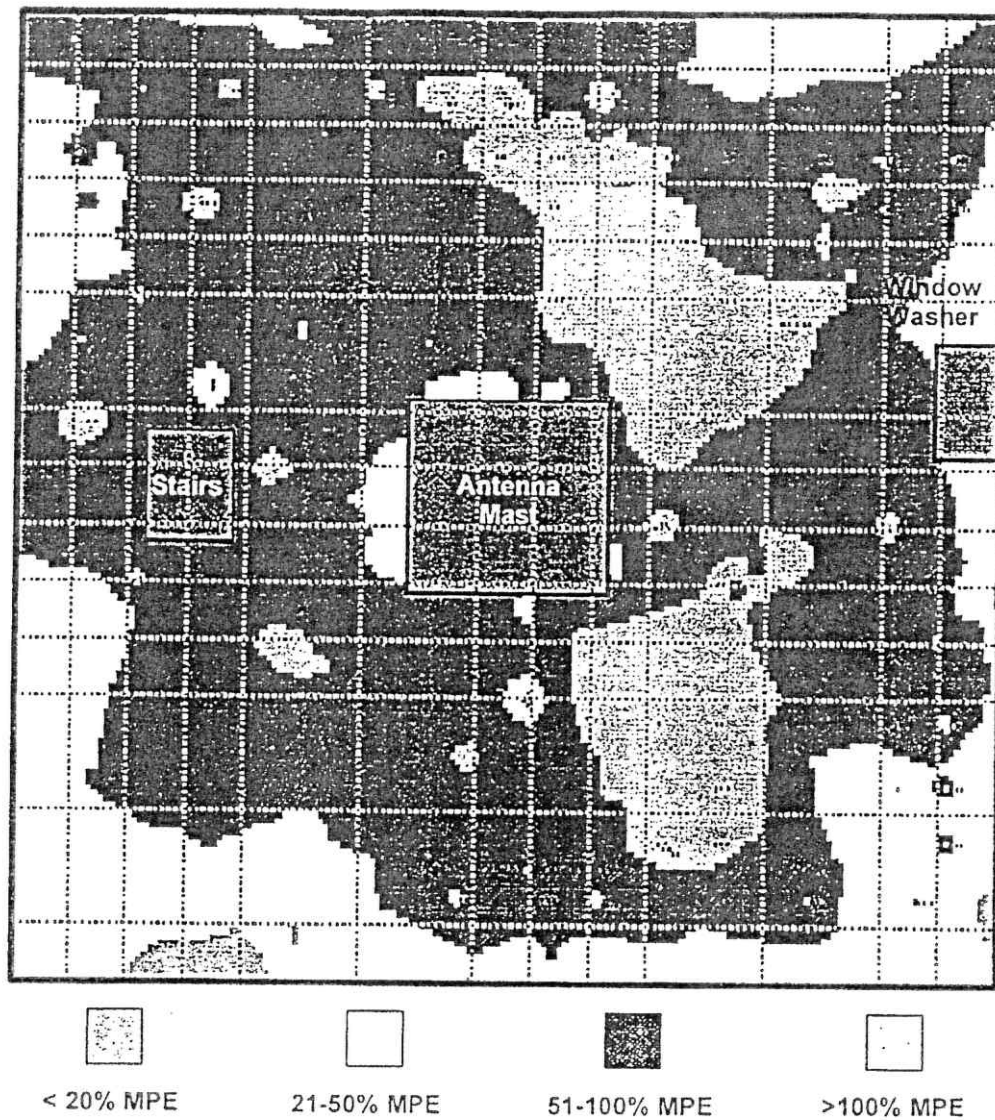 Window
Washer
Stairs
Antenna
Mast
< 20% MPE
21-50% MPE
51-100% MPE
>100% MPE